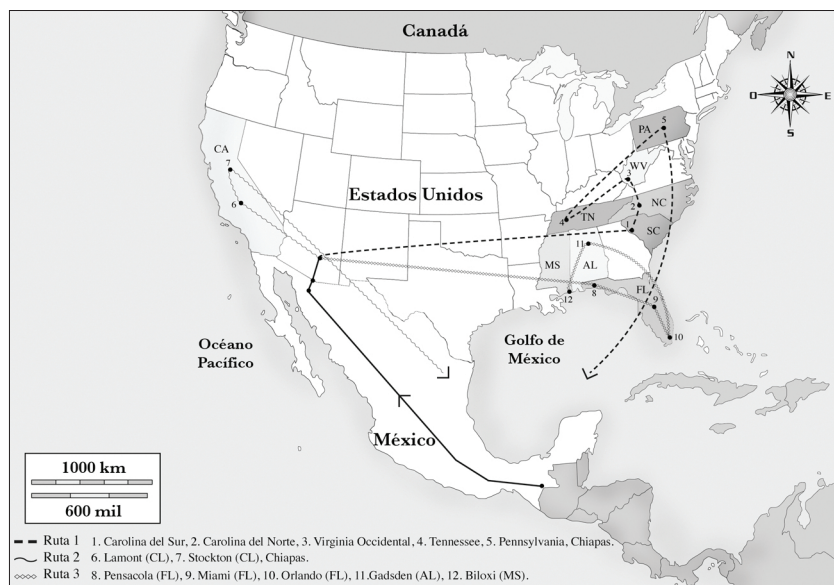 Canadá
N
O
E
S
5
PA
CA
7
WV
3
Estados Unidos
NC
2
6
TN
4
1
SC
11
MS
AL
FL
12
8
9
10
Océano
Pacífico
Golfo de
México
México
1000 km
600 mil
Ruta 1 1. Carolina del Sur, 2. Carolina del Norte, 3. Virginia Occidental, 4. Tennessee, 5. Pennsylvania, Chiapas.
Ruta 2 6. Lamont (CL), 7. Stockton (CL), Chiapas.
Ruta 3 8. Pensacola (FL), 9. Miami (FL), 10. Orlando (FL), 11.Gadsden (AL), 12. Biloxi (MS).